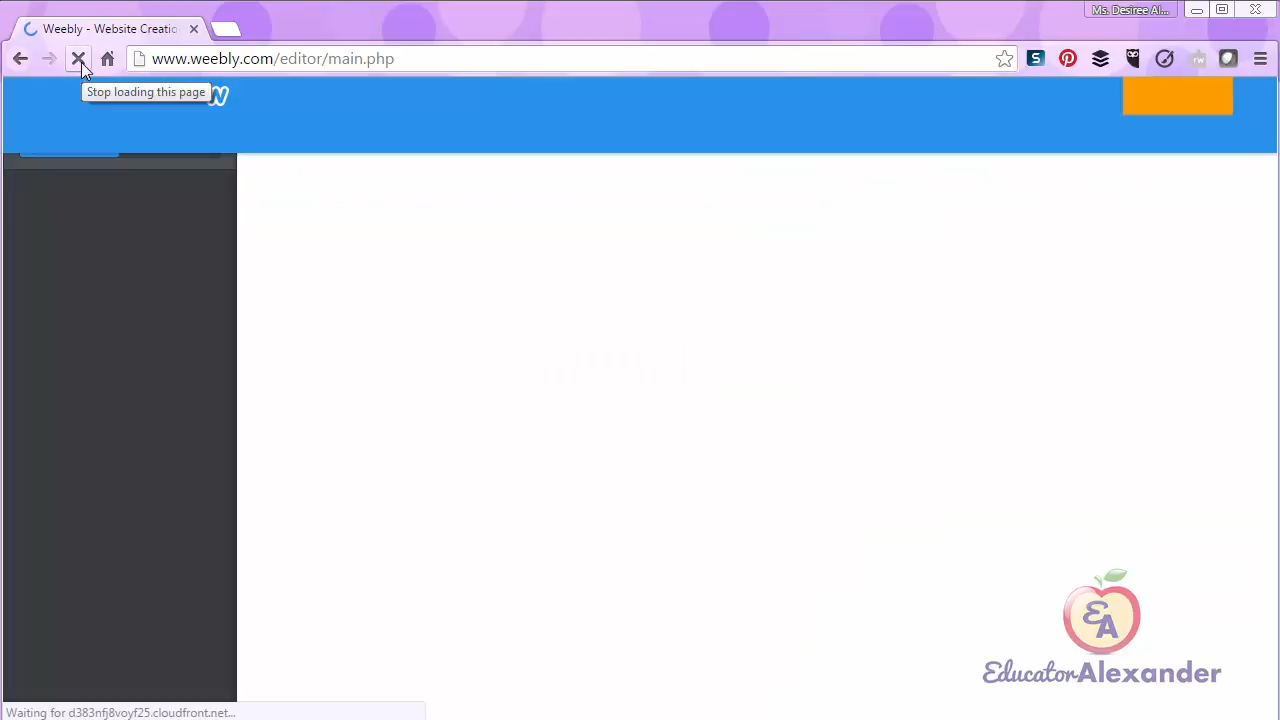 Ms. Desiree Al...
Weebly - Website Creatic
www.weebly.com/editor/main.php
Stop loading this page
EA
EducatorAlexander
Waiting for d383nfj8voyf25.cloudfront.net...